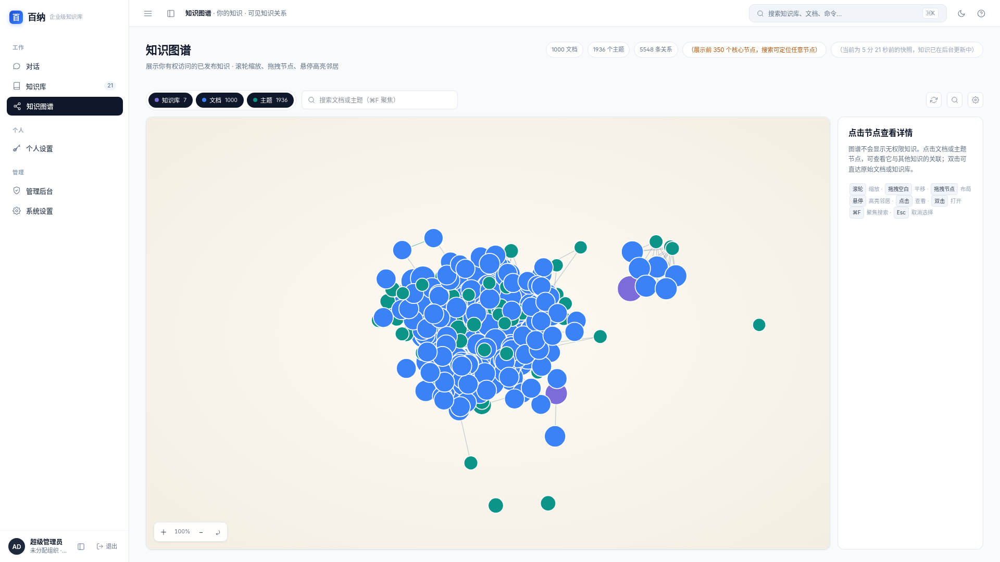 百 百纳 企业级知识库
工作
对话
知识库 21
知识图谱
个人
个人设置
管理
管理后台
系统设置
AD 超级管理员
未分配组织 ·...
退出
知识图谱 · 你的知识 · 可见知识关系
搜索知识库、文档、命令... ⌘K
知识图谱
展示你有权访问的已发布知识 · 滚轮缩放、拖拽节点、悬停高亮邻居
1000 文档
1936 个主题
5548 条关系
（展示前 350 个核心节点，搜索可定位任意节点）
（当前为 5 分 21 秒前的快照，知识已在后台更新中）
知识库 7
文档 1000
主题 1936
搜索文档或主题（⌘F 聚焦）
+ 100% −
点击节点查看详情
图谱不会显示无权限知识。点击文档或主题
节点，可查看它与其他知识的关联；双击可
直达原始文档或知识库。
滚轮 缩放 · 拖拽空白 平移 · 拖拽节点 布局
悬停 高亮邻居 · 点击 查看 · 双击 打开
⌘F 聚焦搜索 · Esc 取消选择